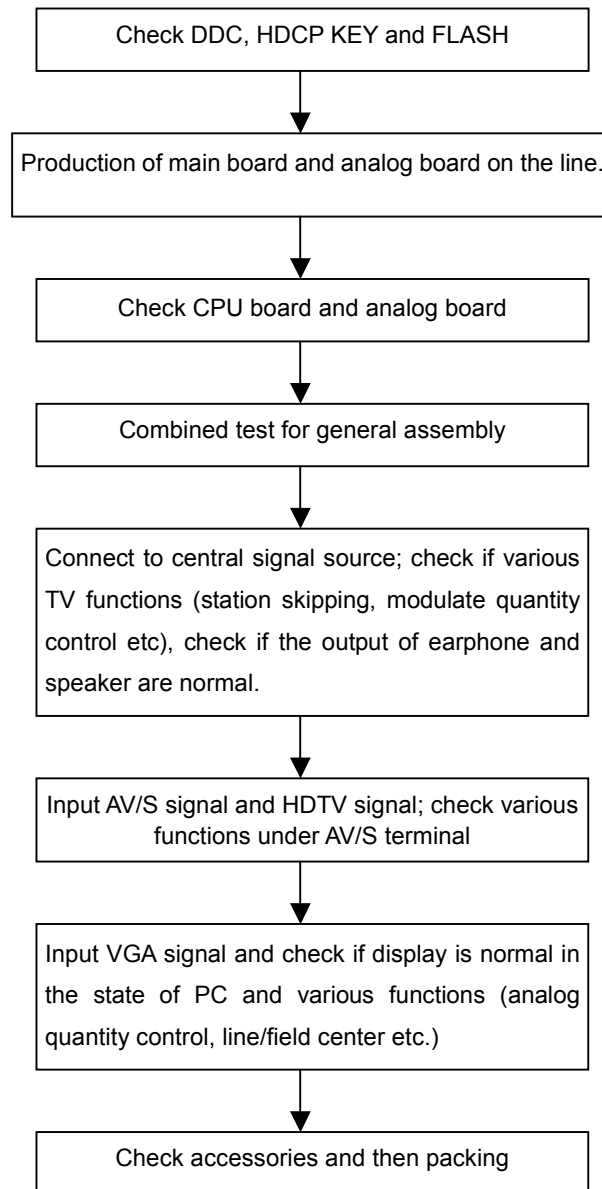 Check DDC, HDCP KEY and FLASH
Production of main board and analog board on the line.
Check CPU board and analog board
Combined test for general assembly
Connect to central signal source; check if various
TV functions (station skipping, modulate quantity
control etc), check if the output of earphone and
speaker are normal.
Input AV/S signal and HDTV signal; check various
functions under AV/S terminal
Input VGA signal and check if display is normal in
the state of PC and various functions (analog
quantity control, line/field center etc.)
Check accessories and then packing